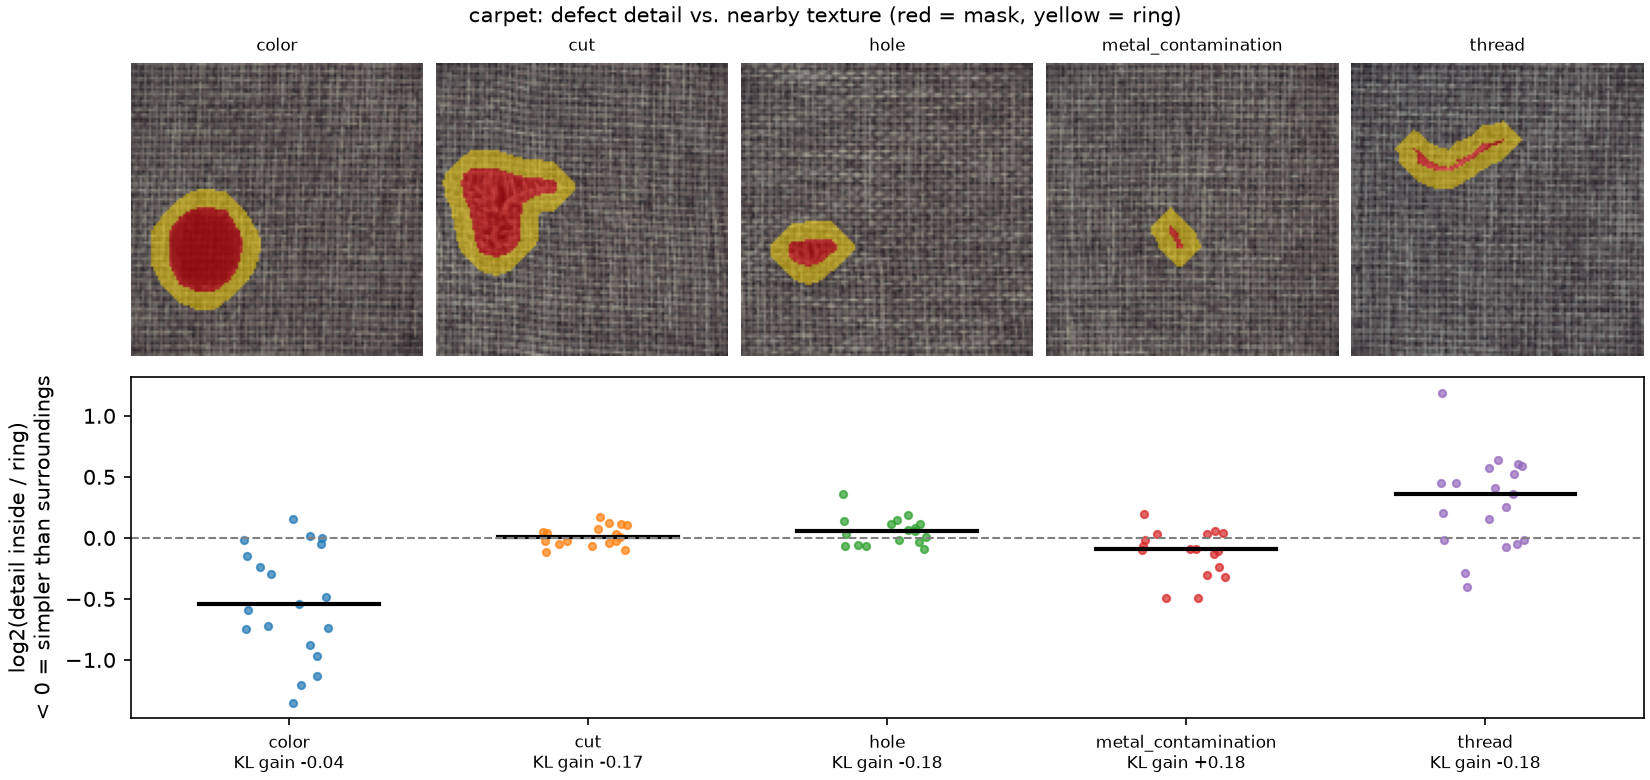 carpet: defect detail vs. nearby texture (red = mask, yellow = ring)
color
cut
hole
metal_contamination
thread
log2(detail inside / ring)
< 0 = simpler than surroundings
1.0
0.5
0.0
−0.5
−1.0
color
KL gain -0.04
cut
KL gain -0.17
hole
KL gain -0.18
metal_contamination
KL gain +0.18
thread
KL gain -0.18